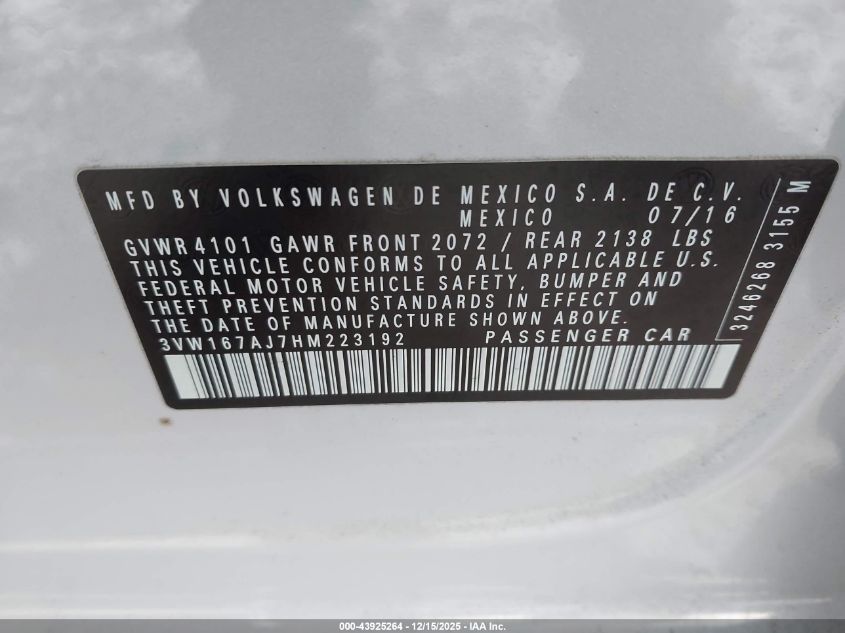 MFD BY VOLKSWAGEN DE MEXICO S.A. DE C.V.
MEXICO 07/16
GVWR 4101 GAWR FRONT 2072 / REAR 2138 LBS
THIS VEHICLE CONFORMS TO ALL APPLICABLE U.S.
FEDERAL MOTOR VEHICLE SAFETY, BUMPER AND
THEFT PREVENTION STANDARDS IN EFFECT ON
THE DATE OF MANUFACTURE SHOWN ABOVE.
3VW167AJ7HM223192 PASSENGER CAR
3246268 3155 M
000-43925264 - 12/15/2025 - IAA Inc.